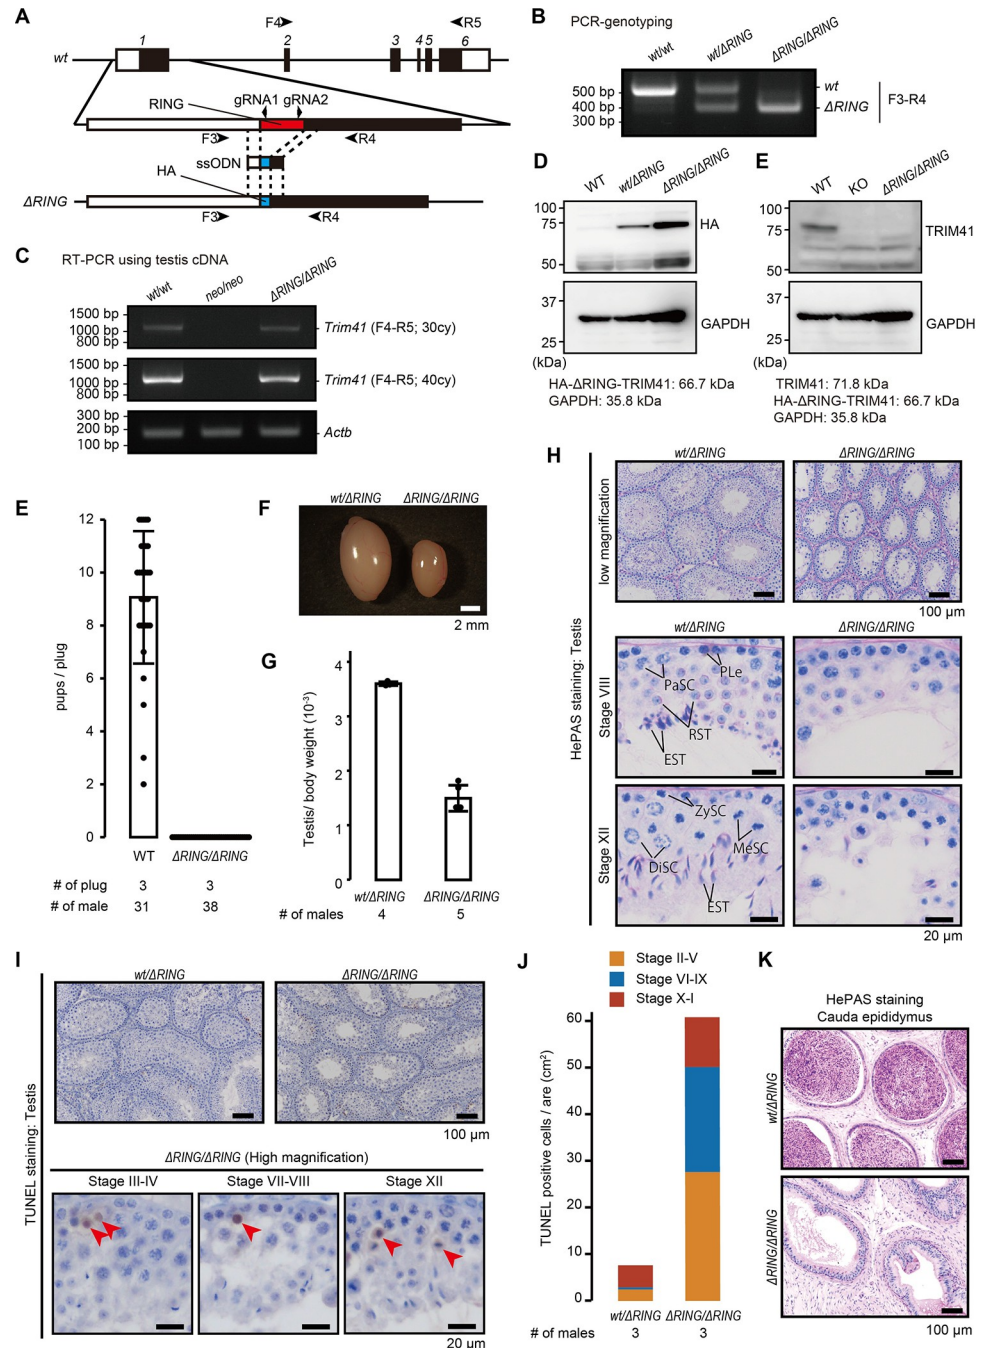 A
F4
R5
1
2
3
4
5
6
wt
RING
gRNA1
gRNA2
F3
R4
ssODN
HA
ΔRING
F3
R4
B
PCR-genotyping
wt/wt
wt/ΔRING
ΔRING/ΔRING
500 bp
400 bp
300 bp
wt
ΔRING
F3-R4
C
RT-PCR using testis cDNA
wt/wt
neo/neo
ΔRING/ΔRING
1500 bp
1000 bp
800 bp
Trim41 (F4-R5; 30cy)
1500 bp
1000 bp
800 bp
Trim41 (F4-R5; 40cy)
300 bp
200 bp
100 bp
Actb
D
WT
wt/ΔRING
ΔRING/ΔRING
100
75
50
HA
37
25
GAPDH
(kDa)
HA-ΔRING-TRIM41: 66.7 kDa
GAPDH: 35.8 kDa
E
WT
KO
ΔRING/ΔRING
100
75
50
TRIM41
37
25
GAPDH
(kDa)
TRIM41: 71.8 kDa
HA-ΔRING-TRIM41: 66.7 kDa
GAPDH: 35.8 kDa
E
12
10
8
6
4
2
0
pups / plug
WT
ΔRING/ΔRING
# of plug
3
3
# of male
31
38
F
wt/ΔRING
ΔRING/ΔRING
2 mm
G
4
3
2
1
0
Testis/ body weight (10⁻³)
wt/ΔRING
ΔRING/ΔRING
# of males
4
5
H
HePAS staining: Testis
wt/ΔRING
ΔRING/ΔRING
low magnification
100 µm
wt/ΔRING
ΔRING/ΔRING
Stage VIII
PaSC
PLe
RST
EST
Stage XII
ZySC
MeSC
DiSC
EST
20 µm
I
TUNEL staining: Testis
wt/ΔRING
ΔRING/ΔRING
100 µm
ΔRING/ΔRING (High magnification)
Stage III-IV
Stage VII-VIII
Stage XII
20 µm
J
Stage II-V
Stage VI-IX
Stage X-I
60
50
40
30
20
10
0
TUNEL positive cells / are (cm²)
wt/ΔRING
ΔRING/ΔRING
# of males
3
3
K
HePAS staining
Cauda epididymus
wt/ΔRING
ΔRING/ΔRING
100 µm